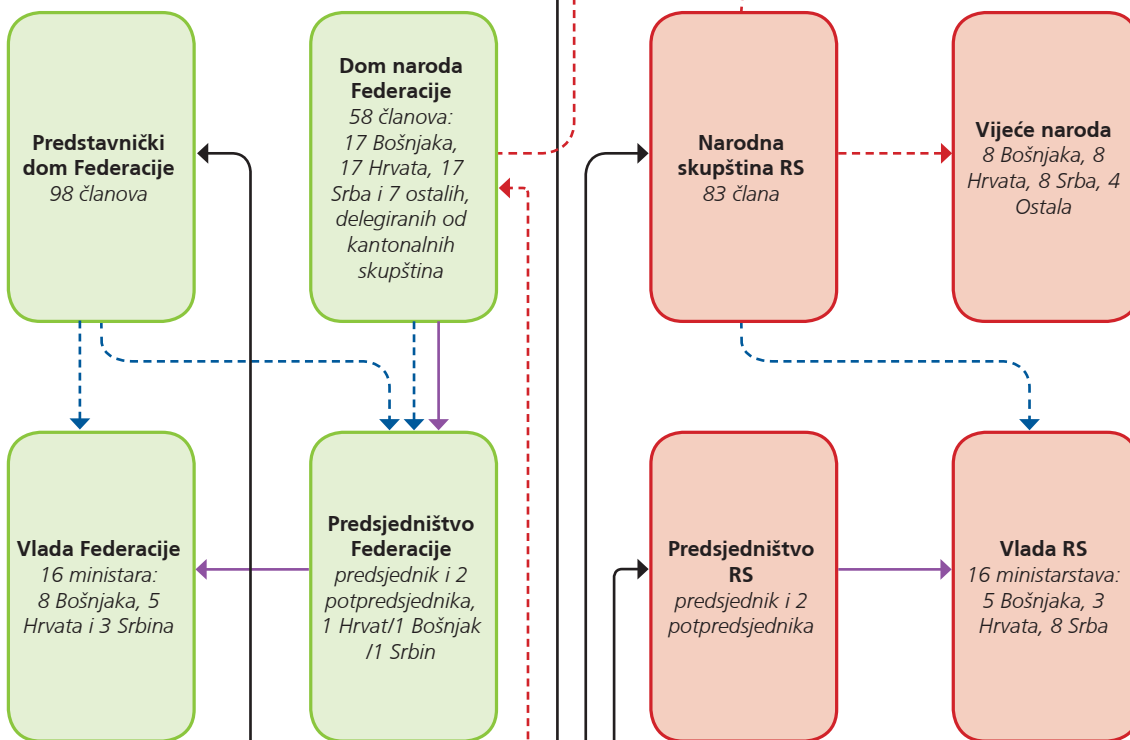 Predstavnički
dom Federacije
98 članova
Dom naroda
Federacije
58 članova:
17 Bošnjaka,
17 Hrvata, 17
Srba i 7 ostalih,
delegiranih od
kantonalnih
skupština
Narodna
skupština RS
83 člana
Vijeće naroda
8 Bošnjaka, 8
Hrvata, 8 Srba, 4
Ostala
Vlada Federacije
16 ministara:
8 Bošnjaka, 5
Hrvata i 3 Srbina
Predsjedništvo
Federacije
predsjednik i 2
potpredsjednika,
1 Hrvat/1 Bošnjak
/1 Srbin
Predsjedništvo
RS
predsjednik i 2
potpredsjednika
Vlada RS
16 ministarstava:
5 Bošnjaka, 3
Hrvata, 8 Srba